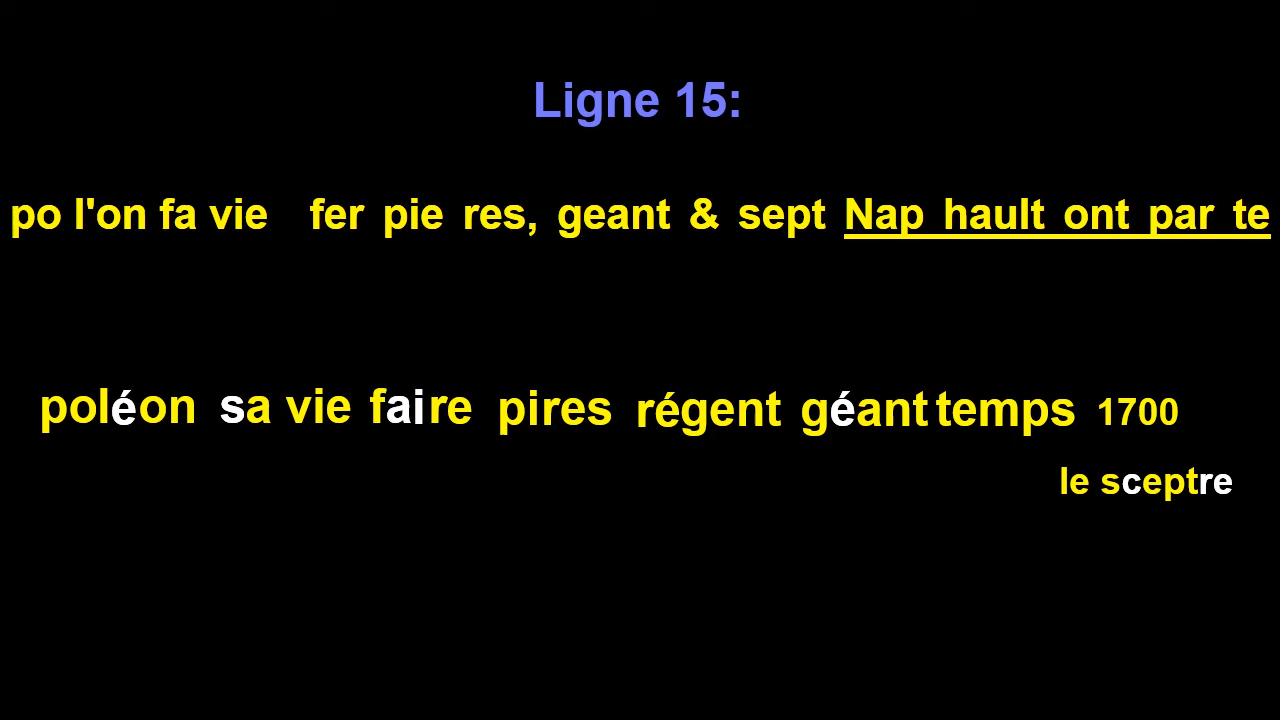 Ligne 15:
po l'on fa vie fer pie res, geant & sept Nap hault ont par te
poléon sa vie faire pires régent géant temps 1700
le sceptre